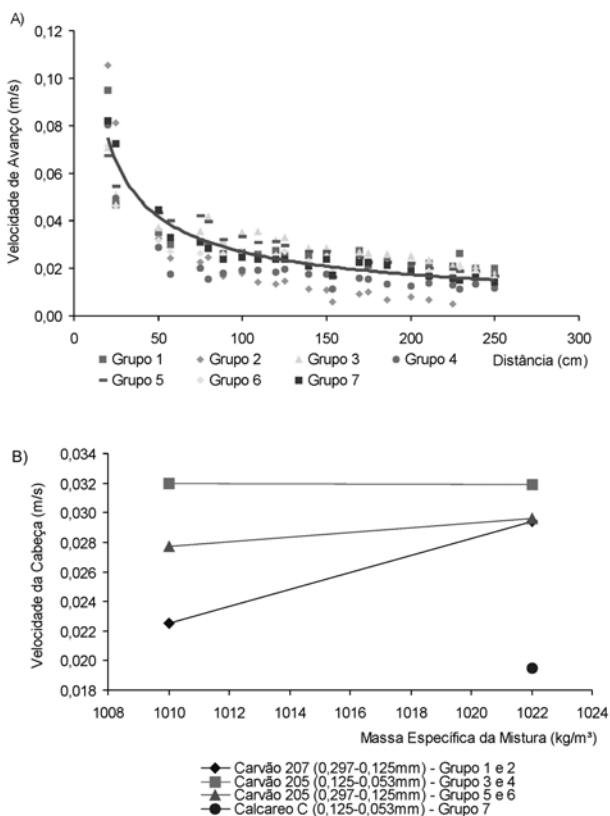 A)
Velocidade de Avanço (m/s)
0,12
0,10
0,08
0,06
0,04
0,02
0,00
0 50 100 150 200 250 300
Distância (cm)
Grupo 1 Grupo 2 Grupo 3 Grupo 4
Grupo 5 Grupo 6 Grupo 7
B)
Velocidade da Cabeça (m/s)
0,034
0,032
0,030
0,028
0,026
0,024
0,022
0,020
0,018
1008 1010 1012 1014 1016 1018 1020 1022 1024
Massa Específica da Mistura (kg/m³)
Carvão 207 (0,297-0,125mm) - Grupo 1 e 2
Carvão 205 (0,125-0,053mm) - Grupo 3 e 4
Carvão 205 (0,297-0,125mm) - Grupo 5 e 6
Calcareo C (0,125-0,053mm) - Grupo 7